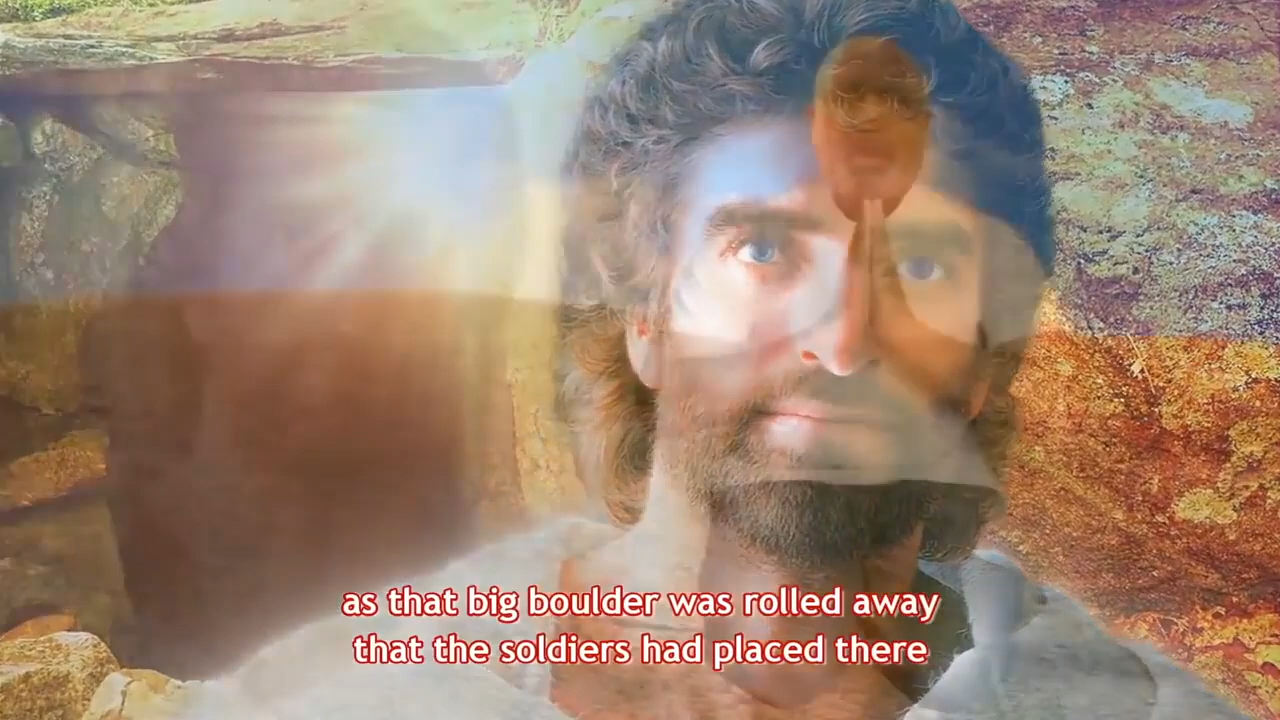 as that big boulder was rolled away
that the soldiers had placed there